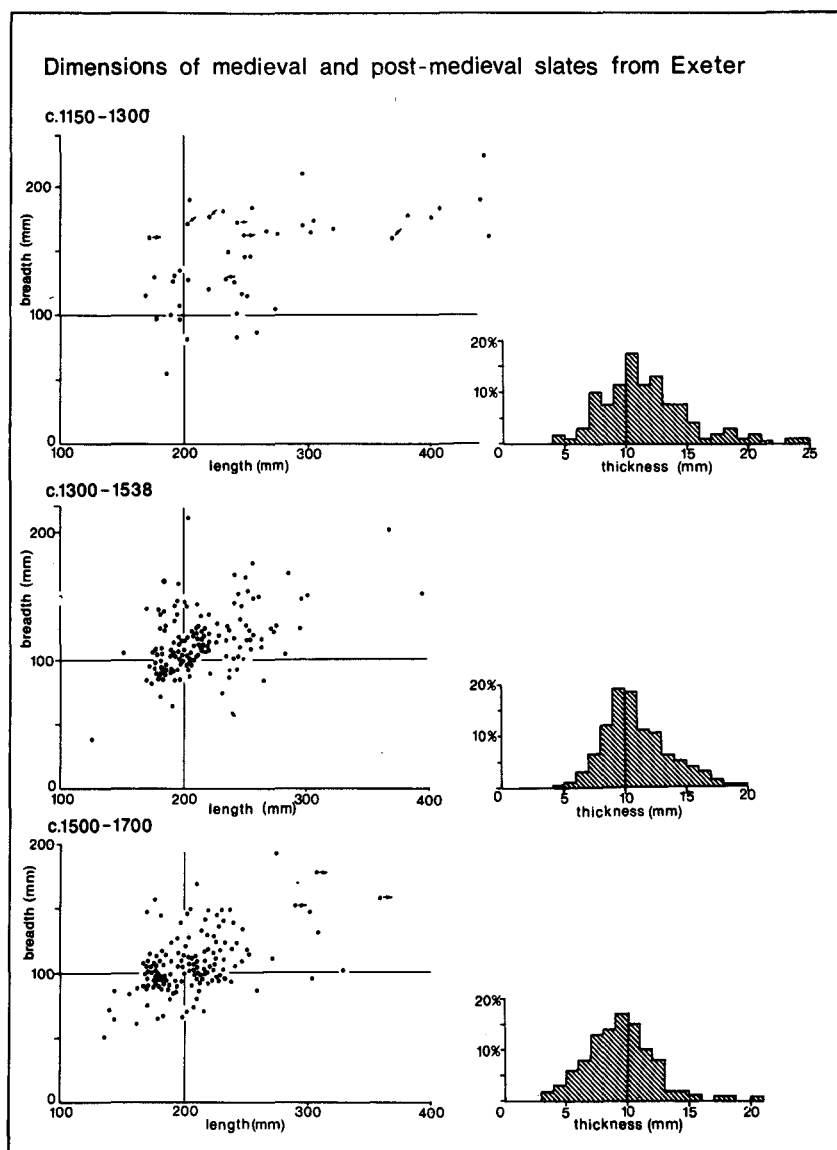 Dimensions of medieval and post-medieval slates from Exeter
c.1150-1300
breadth (mm)
200
100
0
100 200 300 400
length (mm)
20%
10%
0 5 10 15 20 25
thickness (mm)
c.1300-1538
breadth (mm)
200
100
0
100 200 300 400
length (mm)
20%
10%
0 5 10 15 20
thickness (mm)
c.1500-1700
breadth (mm)
200
100
0
100 200 300 400
length (mm)
20%
10%
0 5 10 15 20
thickness (mm)